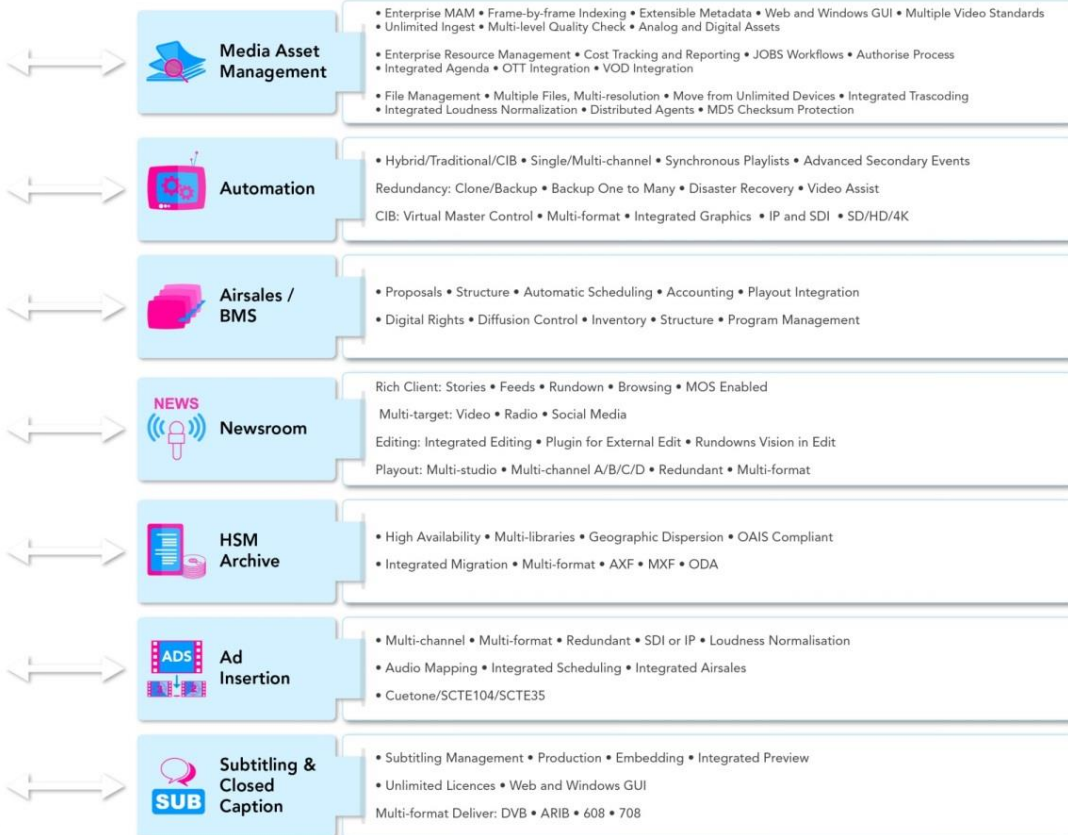 Media Asset
Management
• Enterprise MAM • Frame-by-frame Indexing • Extensible Metadata • Web and Windows GUI • Multiple Video Standards
• Unlimited Ingest • Multi-level Quality Check • Analog and Digital Assets
• Enterprise Resource Management • Cost Tracking and Reporting • JOBS Workflows • Authorise Process
• Integrated Agenda • OTT Integration • VOD Integration
• File Management • Multiple Files, Multi-resolution • Move from Unlimited Devices • Integrated Trascoding
• Integrated Loudness Normalization • Distributed Agents • MD5 Checksum Protection
Automation
• Hybrid/Traditional/CIB • Single/Multi-channel • Synchronous Playlists • Advanced Secondary Events
Redundancy: Clone/Backup • Backup One to Many • Disaster Recovery • Video Assist
CIB: Virtual Master Control • Multi-format • Integrated Graphics • IP and SDI • SD/HD/4K
Airsales /
BMS
• Proposals • Structure • Automatic Scheduling • Accounting • Playout Integration
• Digital Rights • Diffusion Control • Inventory • Structure • Program Management
NEWS
Newsroom
Rich Client: Stories • Feeds • Rundown • Browsing • MOS Enabled
Multi-target: Video • Radio • Social Media
Editing: Integrated Editing • Plugin for External Edit • Rundowns Vision in Edit
Playout: Multi-studio • Multi-channel A/B/C/D • Redundant • Multi-format
HSM
Archive
• High Availability • Multi-libraries • Geographic Dispersion • OAIS Compliant
• Integrated Migration • Multi-format • AXF • MXF • ODA
ADS
1 2
Ad
Insertion
• Multi-channel • Multi-format • Redundant • SDI or IP • Loudness Normalisation
• Audio Mapping • Integrated Scheduling • Integrated Airsales
• Cuetone/SCTE104/SCTE35
SUB
Subtitling &
Closed
Caption
• Subtitling Management • Production • Embedding • Integrated Preview
• Unlimited Licences • Web and Windows GUI
Multi-format Deliver: DVB • ARIB • 608 • 708